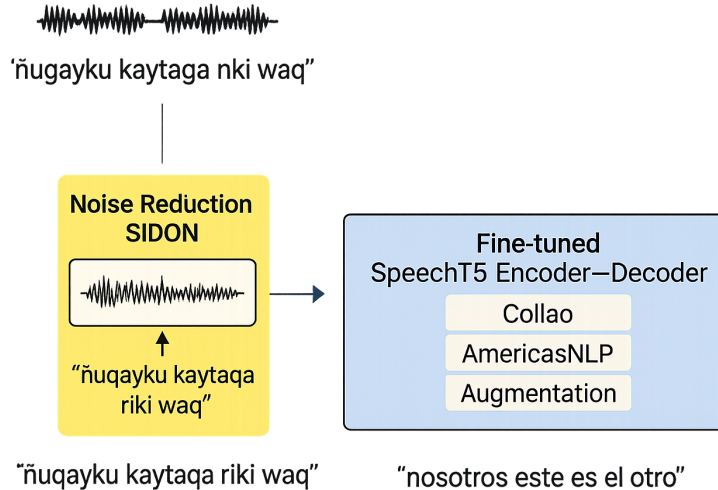 ‘ñugayku kaytaga nki waq”
Noise Reduction
SIDON
“ñuqayku kaytaqa
riki waq”
“ñuqayku kaytaqa riki waq”
Fine-tuned
SpeechT5 Encoder–Decoder
Collao
AmericasNLP
Augmentation
“nosotros este es el otro”